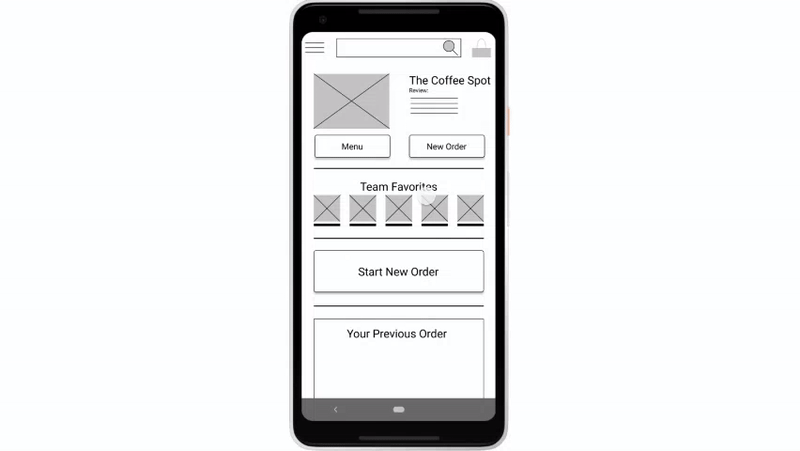 The Coffee Spot
Review:
Menu
New Order
Team Favorites
Start New Order
Your Previous Order